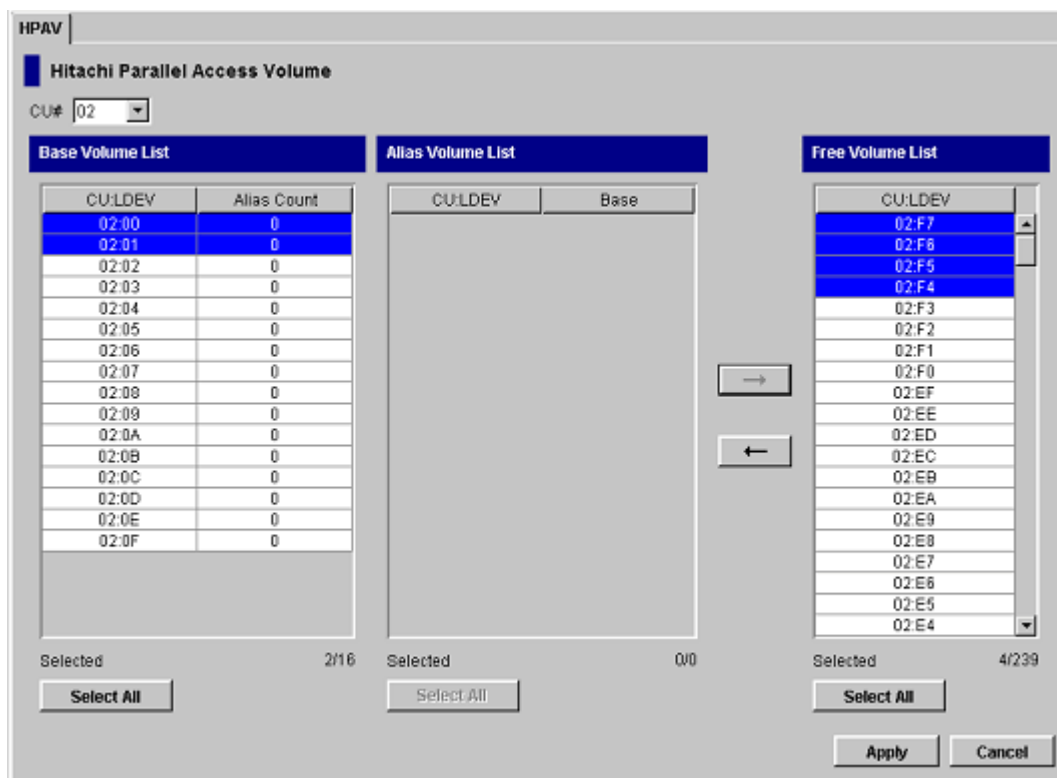 HPAV
Hitachi Parallel Access Volume
CU# 02
Base Volume List
CU:LDEV Alias Count
02:00 0
02:01 0
02:02 0
02:03 0
02:04 0
02:05 0
02:06 0
02:07 0
02:08 0
02:09 0
02:0A 0
02:0B 0
02:0C 0
02:0D 0
02:0E 0
02:0F 0
Selected 2/16
Select All
Alias Volume List
CU:LDEV Base
Selected 0/0
Select All
→
←
Free Volume List
CU:LDEV
02:F7
02:F6
02:F5
02:F4
02:F3
02:F2
02:F1
02:F0
02:EF
02:EE
02:ED
02:EC
02:EB
02:EA
02:E9
02:E8
02:E7
02:E6
02:E5
02:E4
Selected 4/239
Select All
Apply Cancel